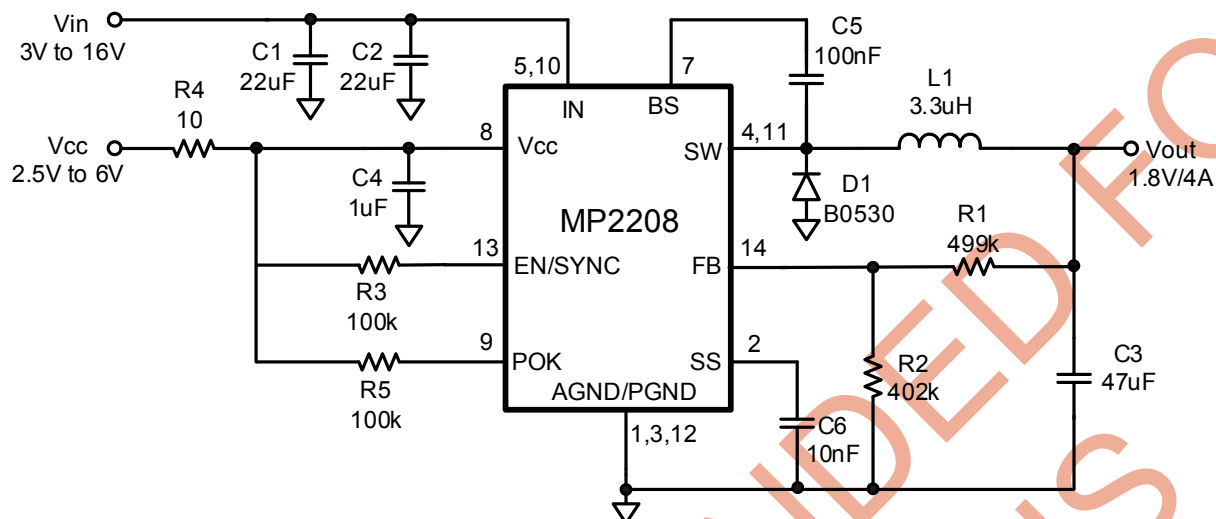 Vin
3V to 16V
C1
22uF
C2
22uF
5,10
7
C5
100nF
IN
BS
R4
10
L1
3.3uH
Vcc
2.5V to 6V
8
Vcc
4,11
SW
Vout
1.8V/4A
C4
1uF
D1
B0530
MP2208
R1
499k
13
EN/SYNC
14
FB
R3
100k
9
POK
2
SS
R5
100k
R2
402k
C3
47uF
AGND/PGND
1,3,12
C6
10nF